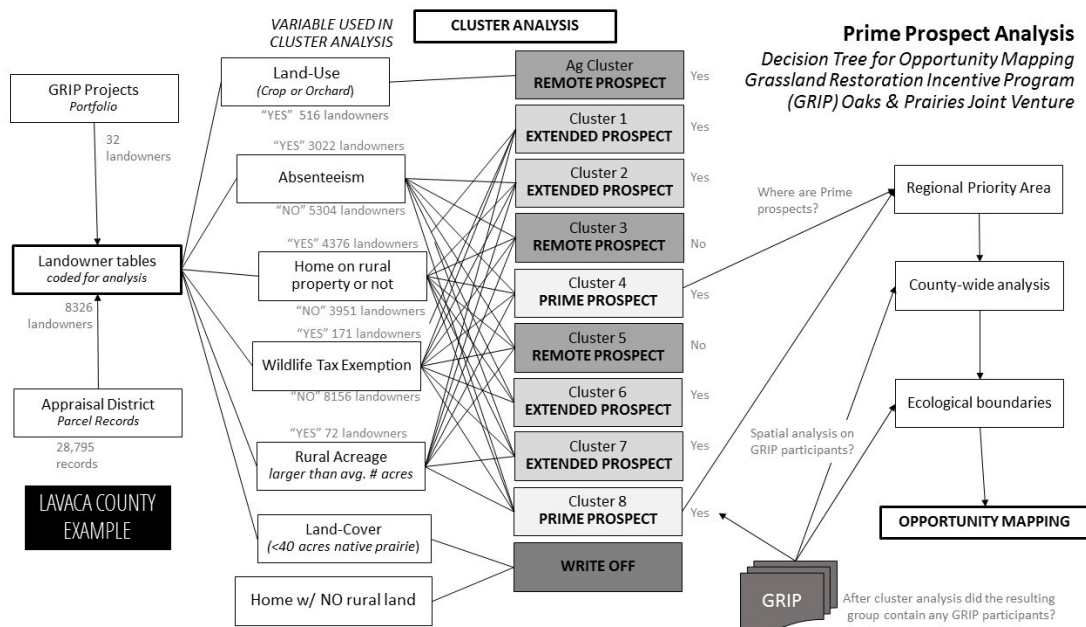 VARIABLE USED IN
CLUSTER ANALYSIS
CLUSTER ANALYSIS
Prime Prospect Analysis
Decision Tree for Opportunity Mapping
Grassland Restoration Incentive Program
(GRIP) Oaks & Prairies Joint Venture
GRIP Projects
Portfolio
32
landowners
Landowner tables
coded for analysis
8326
landowners
Appraisal District
Parcel Records
28,795
records
LAVACA COUNTY
EXAMPLE
Land-Use
(Crop or Orchard)
“YES” 516 landowners
“YES” 3022 landowners
Absenteeism
“NO” 5304 landowners
“YES” 4376 landowners
Home on rural
property or not
“NO” 3951 landowners
“YES” 171 landowners
Wildlife Tax Exemption
“NO” 8156 landowners
“YES” 72 landowners
Rural Acreage
larger than avg. # acres
Land-Cover
(<40 acres native prairie)
Home w/ NO rural land
Ag Cluster
REMOTE PROSPECT
Yes
Cluster 1
EXTENDED PROSPECT
Yes
Cluster 2
EXTENDED PROSPECT
Yes
Cluster 3
REMOTE PROSPECT
No
Cluster 4
PRIME PROSPECT
Yes
Cluster 5
REMOTE PROSPECT
No
Cluster 6
EXTENDED PROSPECT
Yes
Cluster 7
EXTENDED PROSPECT
Yes
Cluster 8
PRIME PROSPECT
Yes
WRITE OFF
Where are Prime
prospects?
Regional Priority Area
County-wide analysis
Ecological boundaries
Spatial analysis on
GRIP participants?
OPPORTUNITY MAPPING
GRIP
After cluster analysis did the resulting
group contain any GRIP participants?